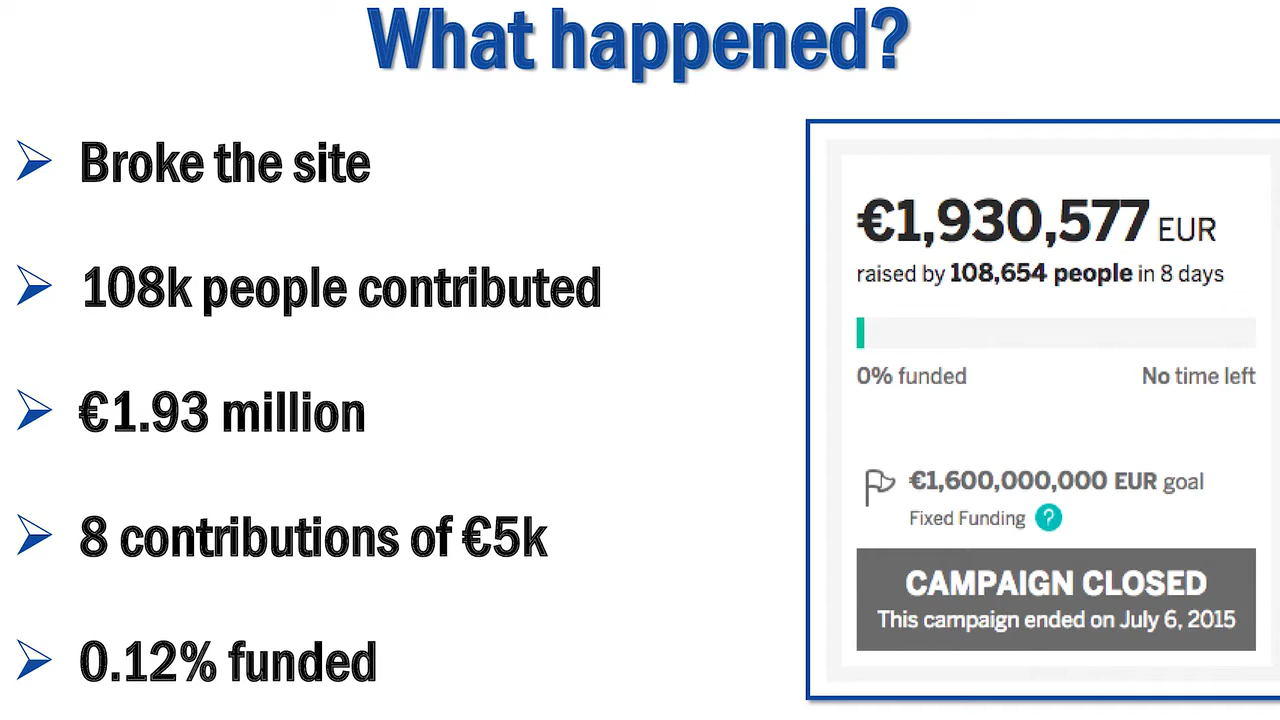 What happened?
Broke the site
108k people contributed
€1.93 million
8 contributions of €5k
0.12% funded
€1,930,577 EUR
raised by 108,654 people in 8 days
0% funded
No time left
€1,600,000,000 EUR goal
Fixed Funding ?
CAMPAIGN CLOSED
This campaign ended on July 6, 2015